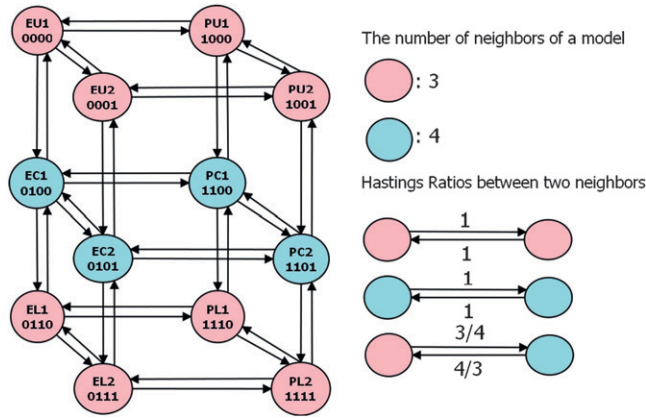 EU1
0000
PU1
1000
EU2
0001
PU2
1001
EC1
0100
PC1
1100
EC2
0101
PC2
1101
EL1
0110
PL1
1110
EL2
0111
PL2
1111
The number of neighbors of a model
: 3
: 4
Hastings Ratios between two neighbors
1
1
1
1
3/4
4/3